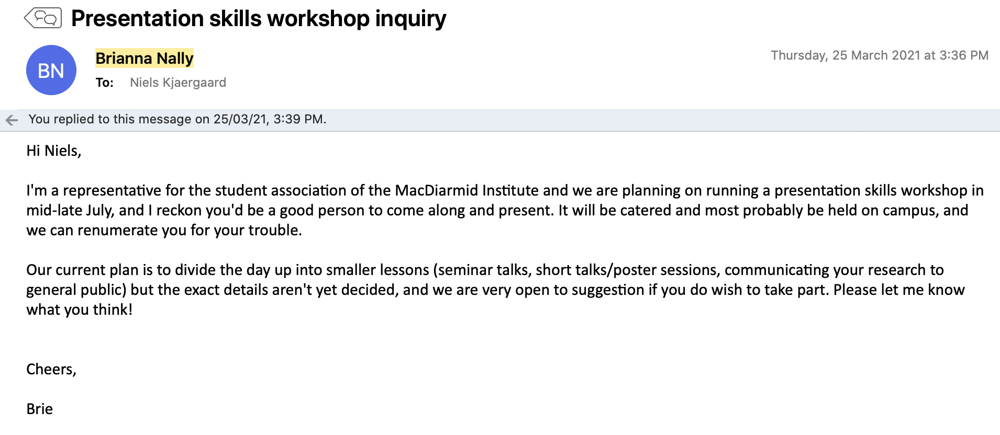 Presentation skills workshop inquiry
BN
Brianna Nally
Thursday, 25 March 2021 at 3:36 PM
To: Niels Kjaergaard
You replied to this message on 25/03/21, 3:39 PM.
Hi Niels,
I'm a representative for the student association of the MacDiarmid Institute and we are planning on running a presentation skills workshop in
mid-late July, and I reckon you'd be a good person to come along and present. It will be catered and most probably be held on campus, and
we can renumerate you for your trouble.
Our current plan is to divide the day up into smaller lessons (seminar talks, short talks/poster sessions, communicating your research to
general public) but the exact details aren't yet decided, and we are very open to suggestion if you do wish to take part. Please let me know
what you think!
Cheers,
Brie